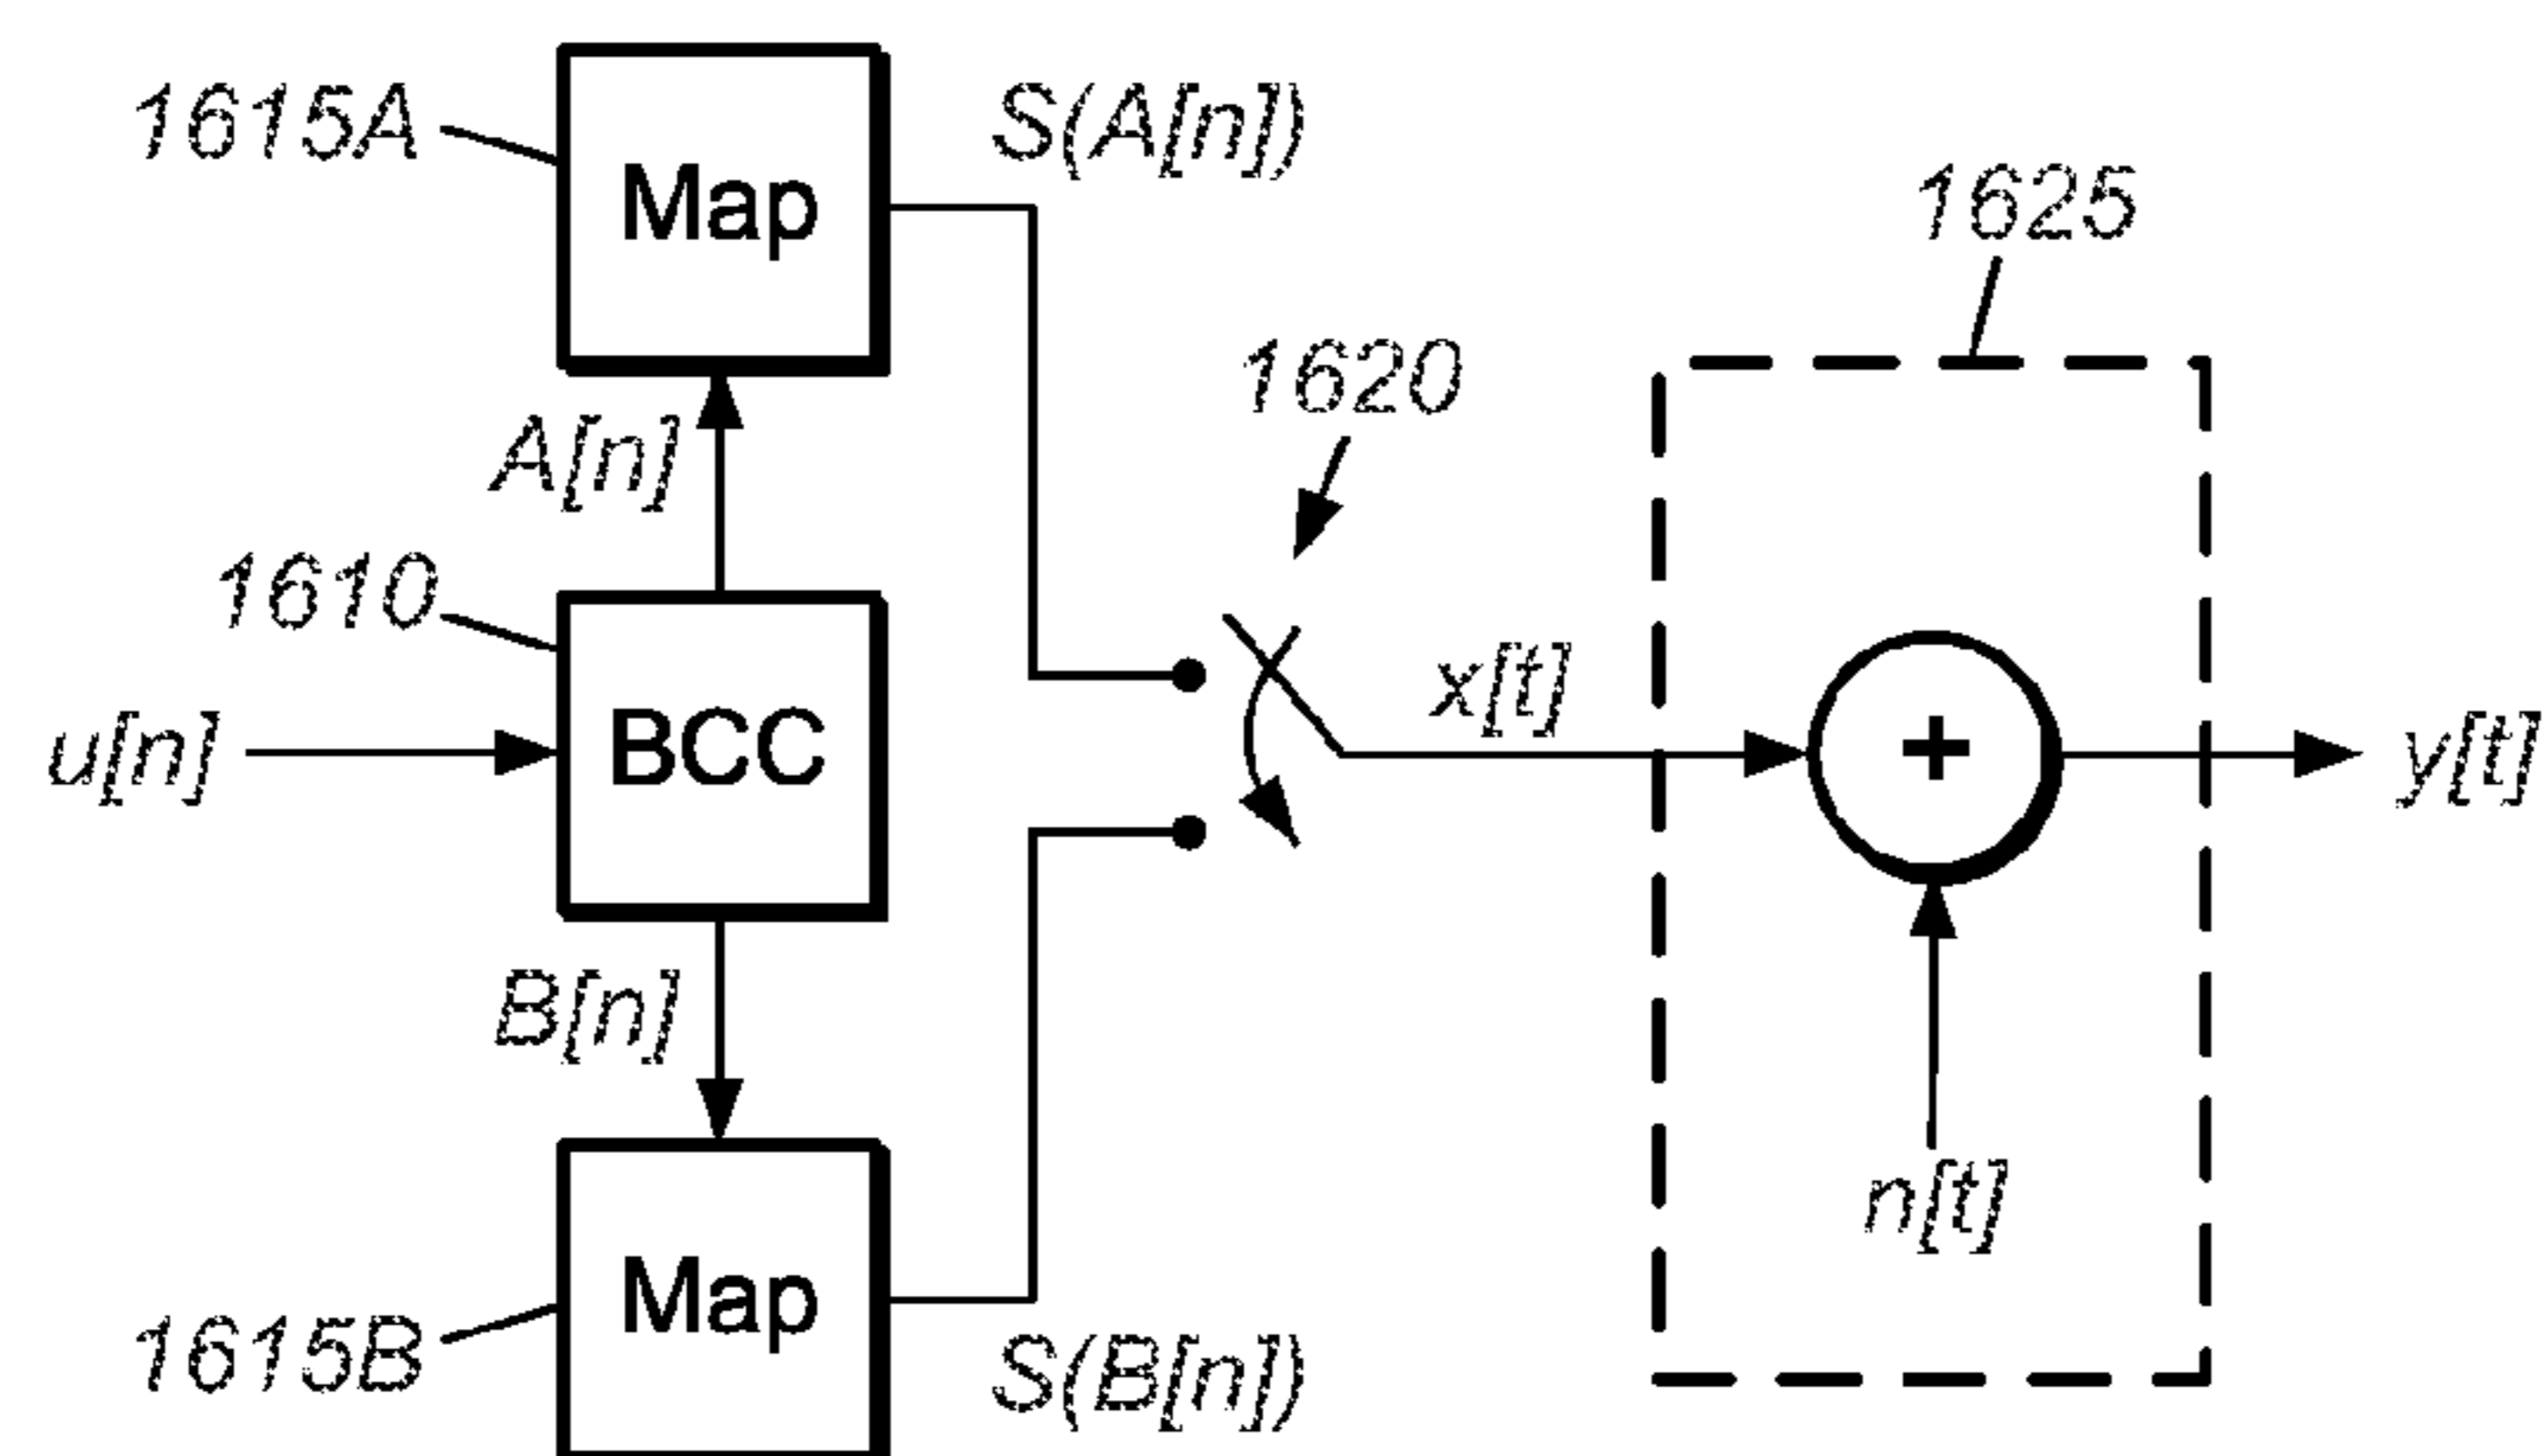 1615A
Map
S(A[n])
1625
A[n]
1620
1610
BCC
u[n]
x[t]
+
y[t]
B[n]
n[t]
1615B
Map
S(B[n])